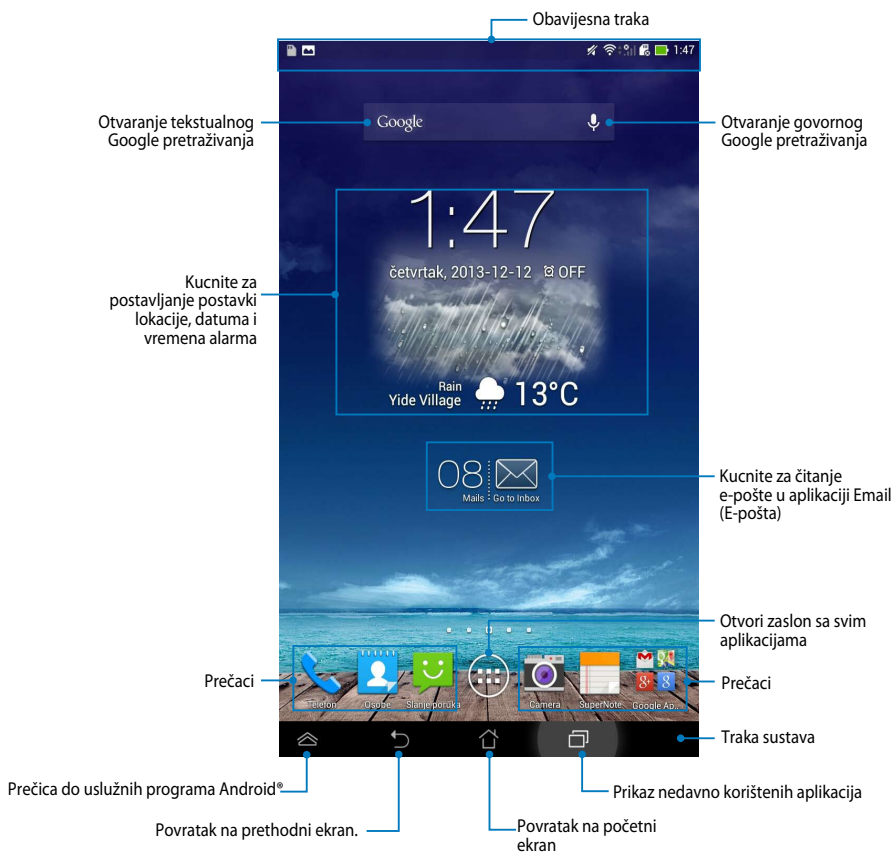 Obavijesna traka
1:47
Otvaranje tekstualnog
Google pretraživanja
Google
Otvaranje govornog
Google pretraživanja
1:47
četvrtak, 2013-12-12 OFF
Kucnite za
postavljanje postavki
lokacije, datuma i
vremena alarma
Rain
Yide Village
13°C
08
Mails
Go to Inbox
Kucnite za čitanje
e-pošte u aplikaciji Email
(E-pošta)
Otvori zaslon sa svim
aplikacijama
Prečaci
Telefon
Osobe
Slanje poruka
Camera
SuperNote
Google Ap..
Prečaci
Traka sustava
Prečica do uslužnih programa Android®
Prikaz nedavno korištenih aplikacija
Povratak na prethodni ekran.
Povratak na početni
ekran